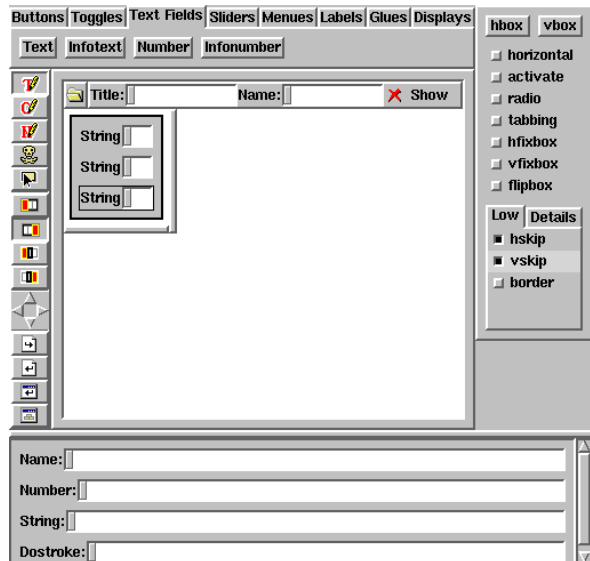 Buttons Toggles Text Fields Sliders Menues Labels Glues Displays
Text Infotext Number Infonumber
Title: Name: Show
String
String
String
hbox vbox
horizontal
activate
radio
tabbing
hfixbox
vfixbox
flipbox
Low Details
hskip
vskip
border
Name:
Number:
String:
Dostroke: